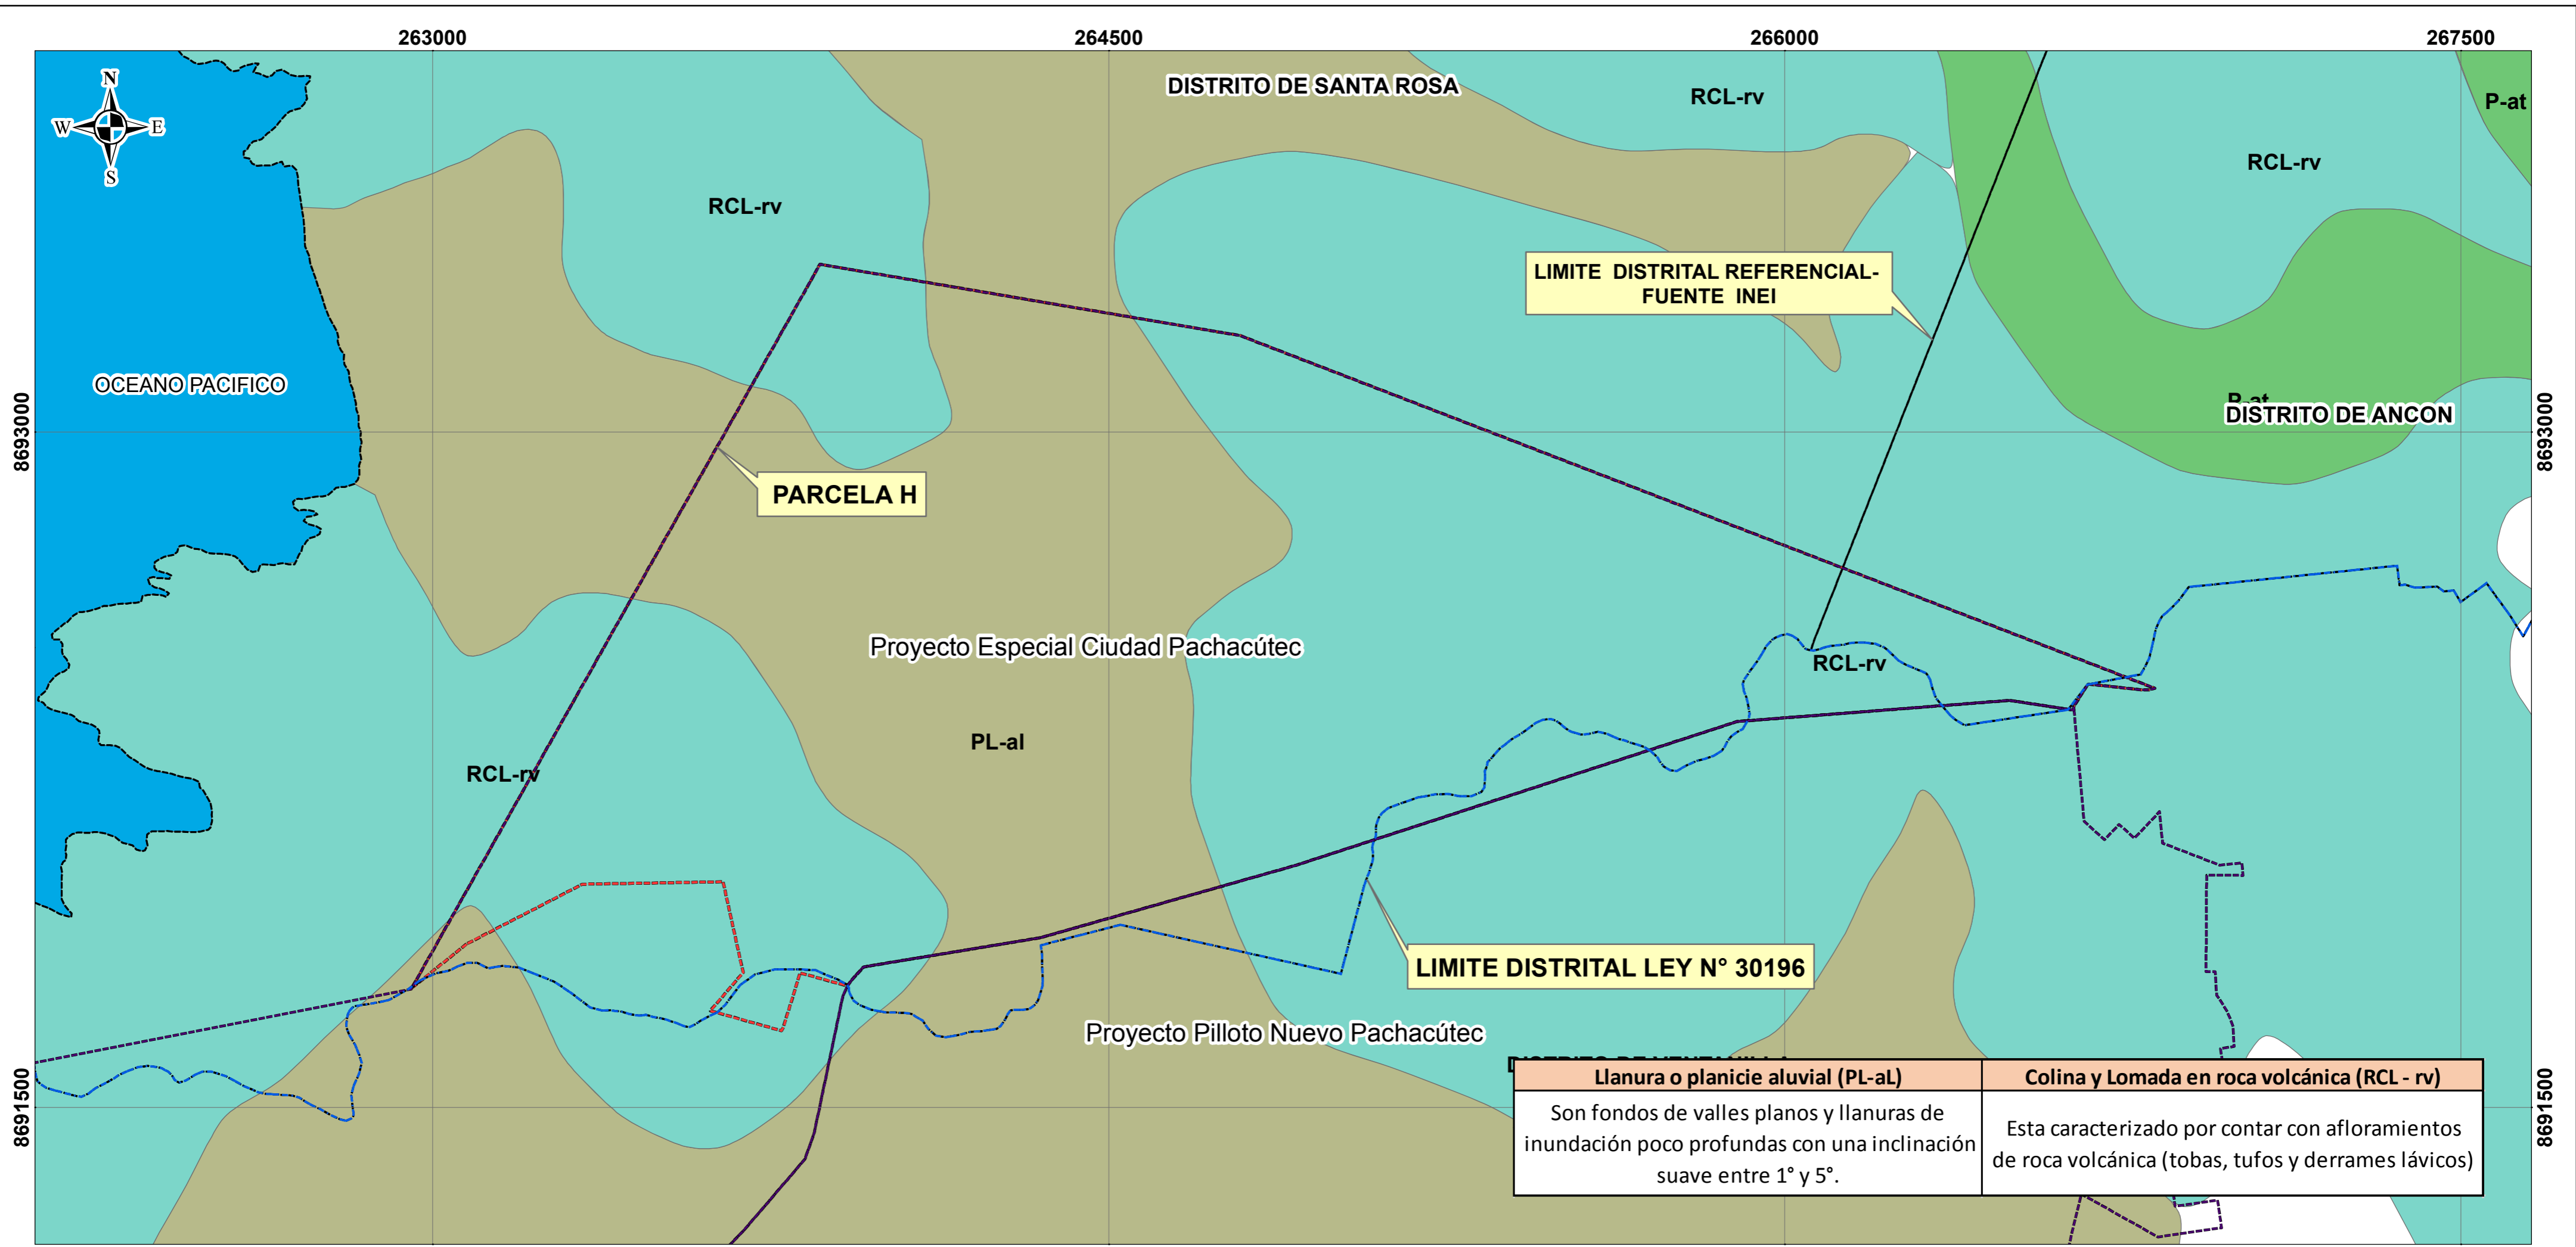 263000
264500
266000
267500
N
W
E
S
DISTRITO DE SANTA ROSA
RCL-rv
P-at
RCL-rv
RCL-rv
LIMITE DISTRITAL REFERENCIAL-
FUENTE INEI
OCEANO PACIFICO
P-at
DISTRITO DE ANCON
8693000
8693000
PARCELA H
Proyecto Especial Ciudad Pachacútec
RCL-rv
PL-al
RCL-rv
LIMITE DISTRITAL LEY N° 30196
Proyecto Pilloto Nuevo Pachacútec
8691500
8691500
Llanura o planicie aluvial (PL-aL)
Son fondos de valles planos y llanuras de
inundación poco profundas con una inclinación
suave entre 1° y 5°.
Colina y Lomada en roca volcánica (RCL - rv)
Esta caracterizado por contar con afloramientos
de roca volcánica (tobas, tufos y derrames lávicos)